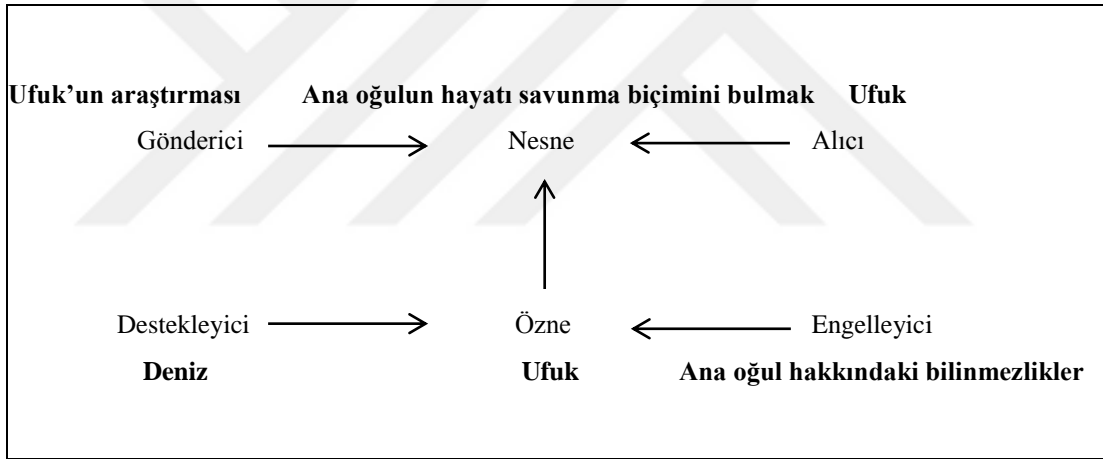 Ufuk’un araştırması Ana oğulun hayatı savunma biçimini bulmak Ufuk
Gönderici Nesne Alıcı
Destekleyici Özne Engelleyici
Deniz Ufuk Ana oğul hakkındaki bilinmezlikler